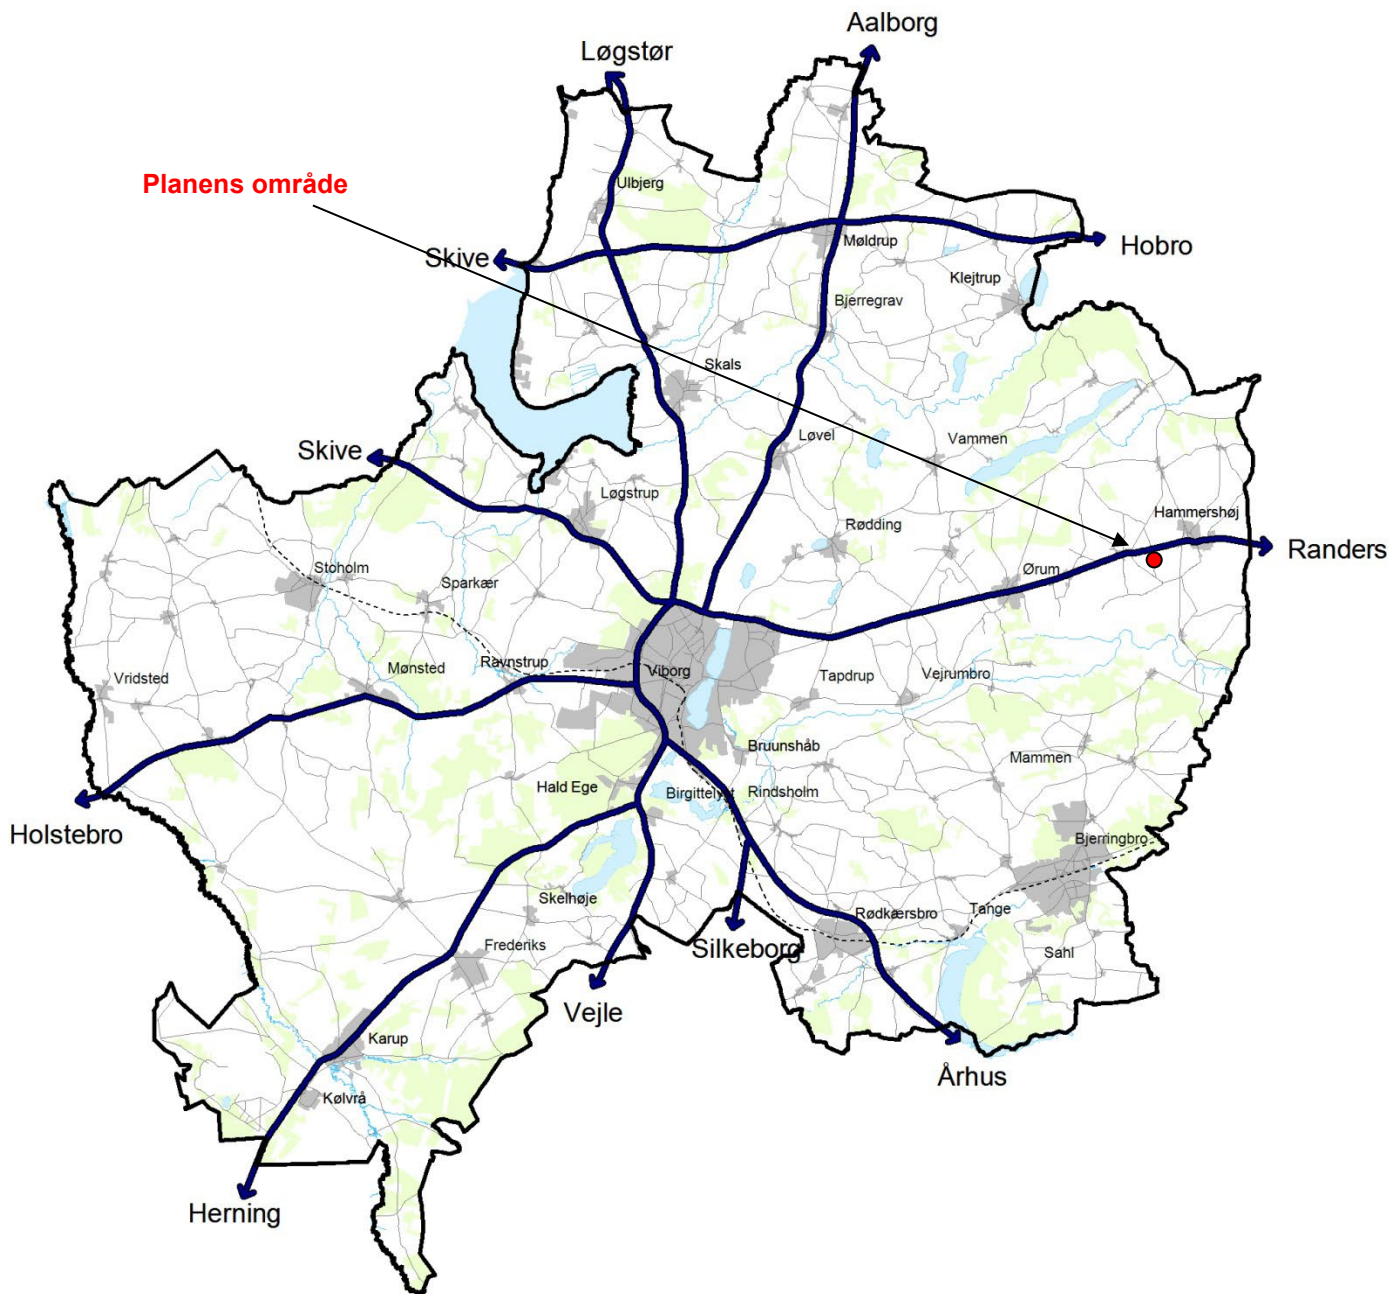 Aalborg
Løgstør
Planens område
Ulbjerg
Skive
Møldrup
Hobro
Klejtrup
Bjerregrav
Skals
Løvel
Vammen
Skive
Løgstrup
Rødding
Hammershøj
Randers
Stoholm
Sparkær
Ørum
Ravnstrup
Mønsted
Viborg
Vridsted
Tapdrup
Vejrumbro
Bruunshåb
Mammen
Hald Ege
Birgittelyst
Rindsholm
Holstebro
Bjerringbro
Skelhøje
Tange
Rødkærsbro
Frederiks
Silkeborg
Sahl
Vejle
Karup
Århus
Kølvrå
Herning